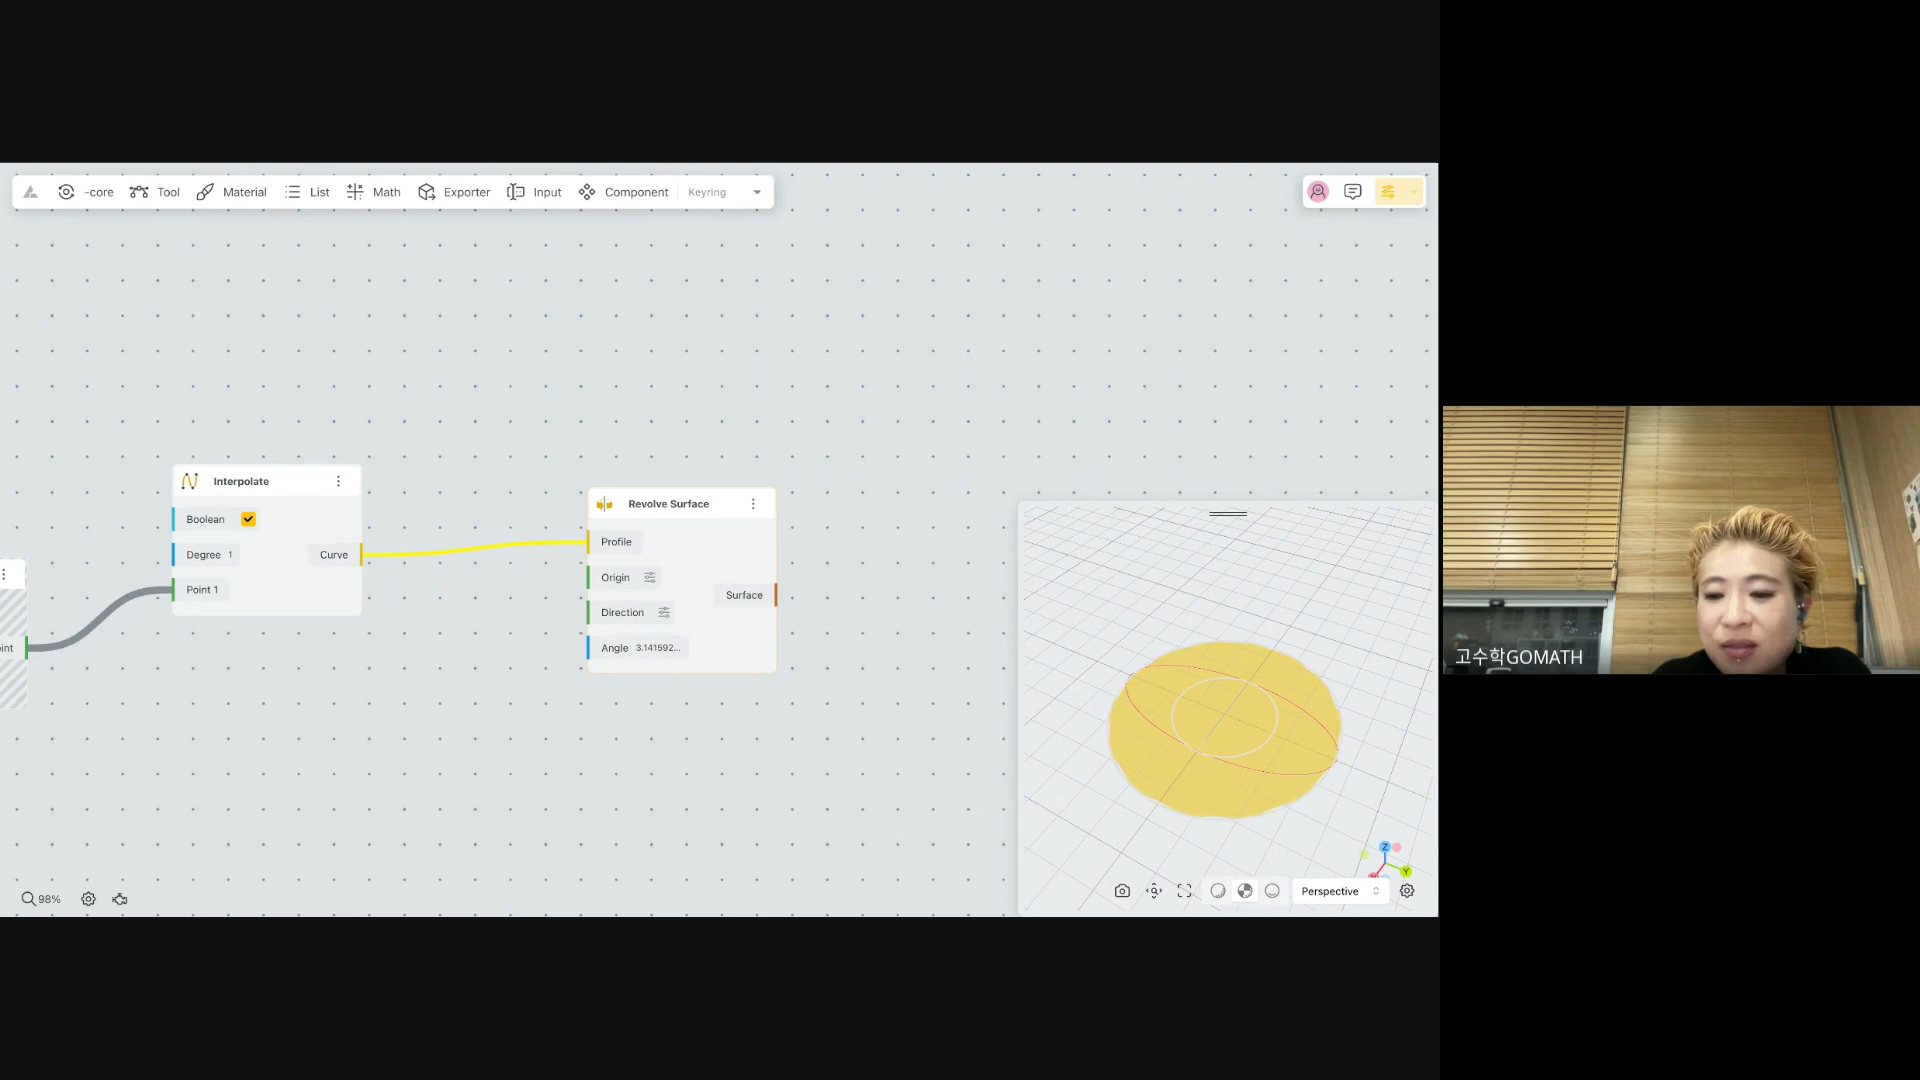 -core Tool Material List Math Exporter Input Component Keyring
Interpolate
Boolean
Degree 1
Curve
Point 1
int
Revolve Surface
Profile
Origin
Surface
Direction
Angle 3.141592...
고수학GOMATH
Z
Y
98%
Perspective